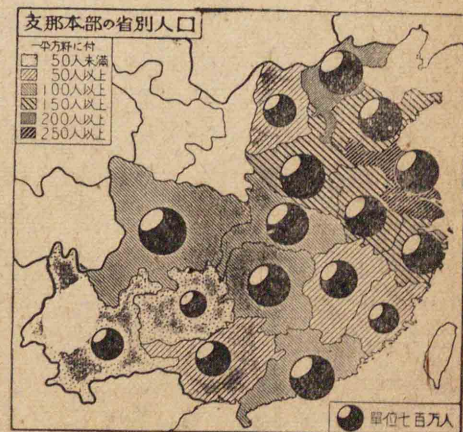 支那本部の省別人口
一平方粁に付
50人未満
50人以上
100人以上
150人以上
200人以上
250人以上
單位七百万人